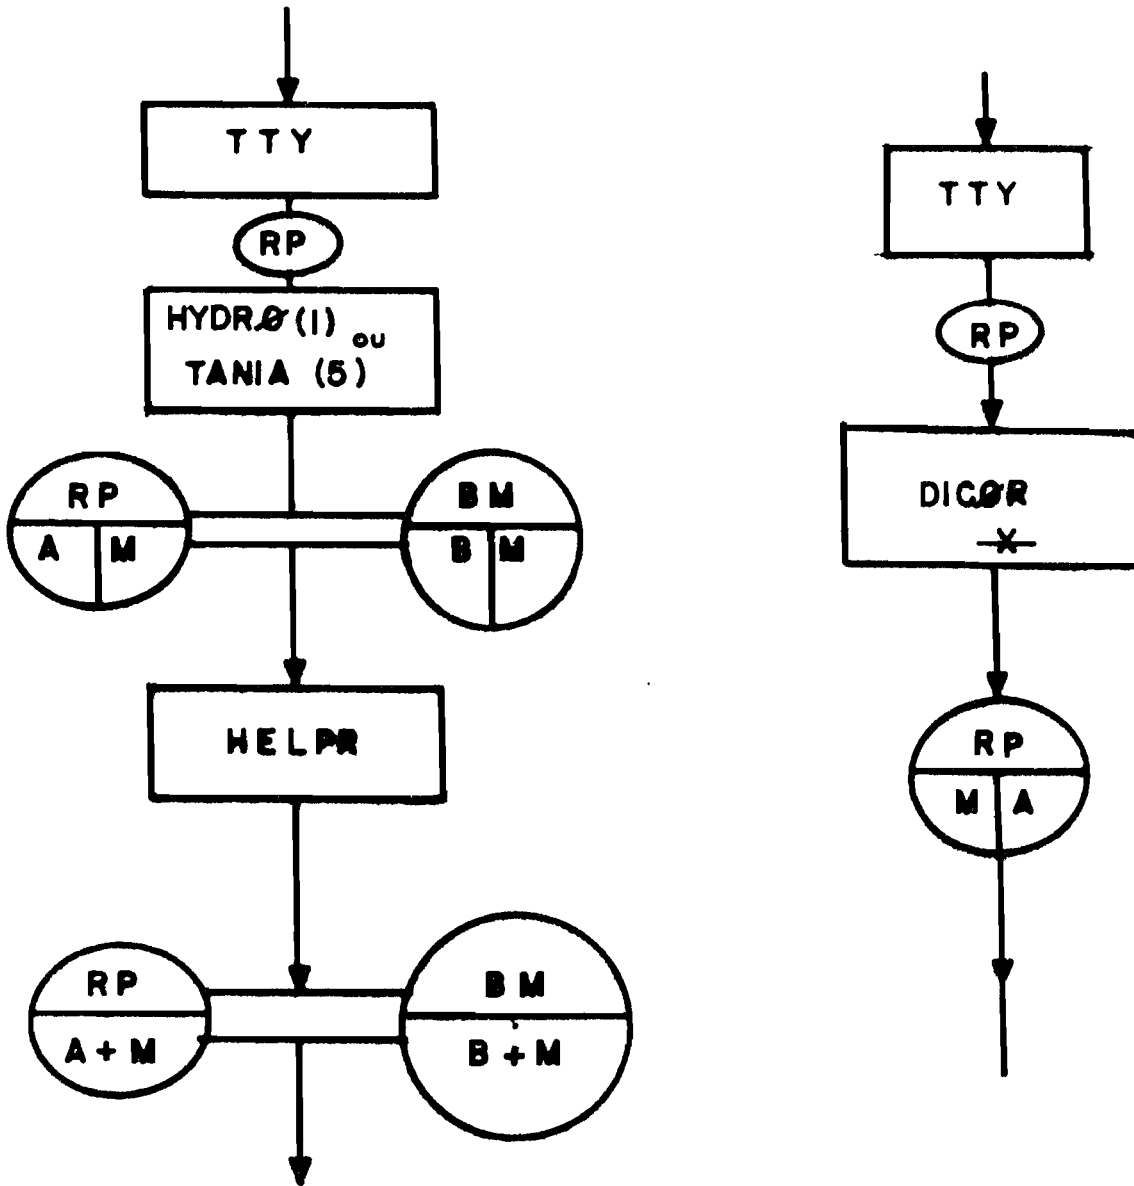 TTY
RP
HYDRØ (1) ou
TANIA (5)
RP
A M
BM
B M
HELPR
RP
A + M
BM
B + M
TTY
RP
DICØR
X
RP
M A